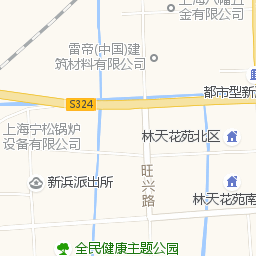 上海八幡五
金有限公司
雷帝(中国)建
筑材料有限公司
S324
都市型新
上海宁松锅炉
设备有限公司
林天花苑北区
旺兴路
新浜派出所
林天花苑南
全民健康主题公园